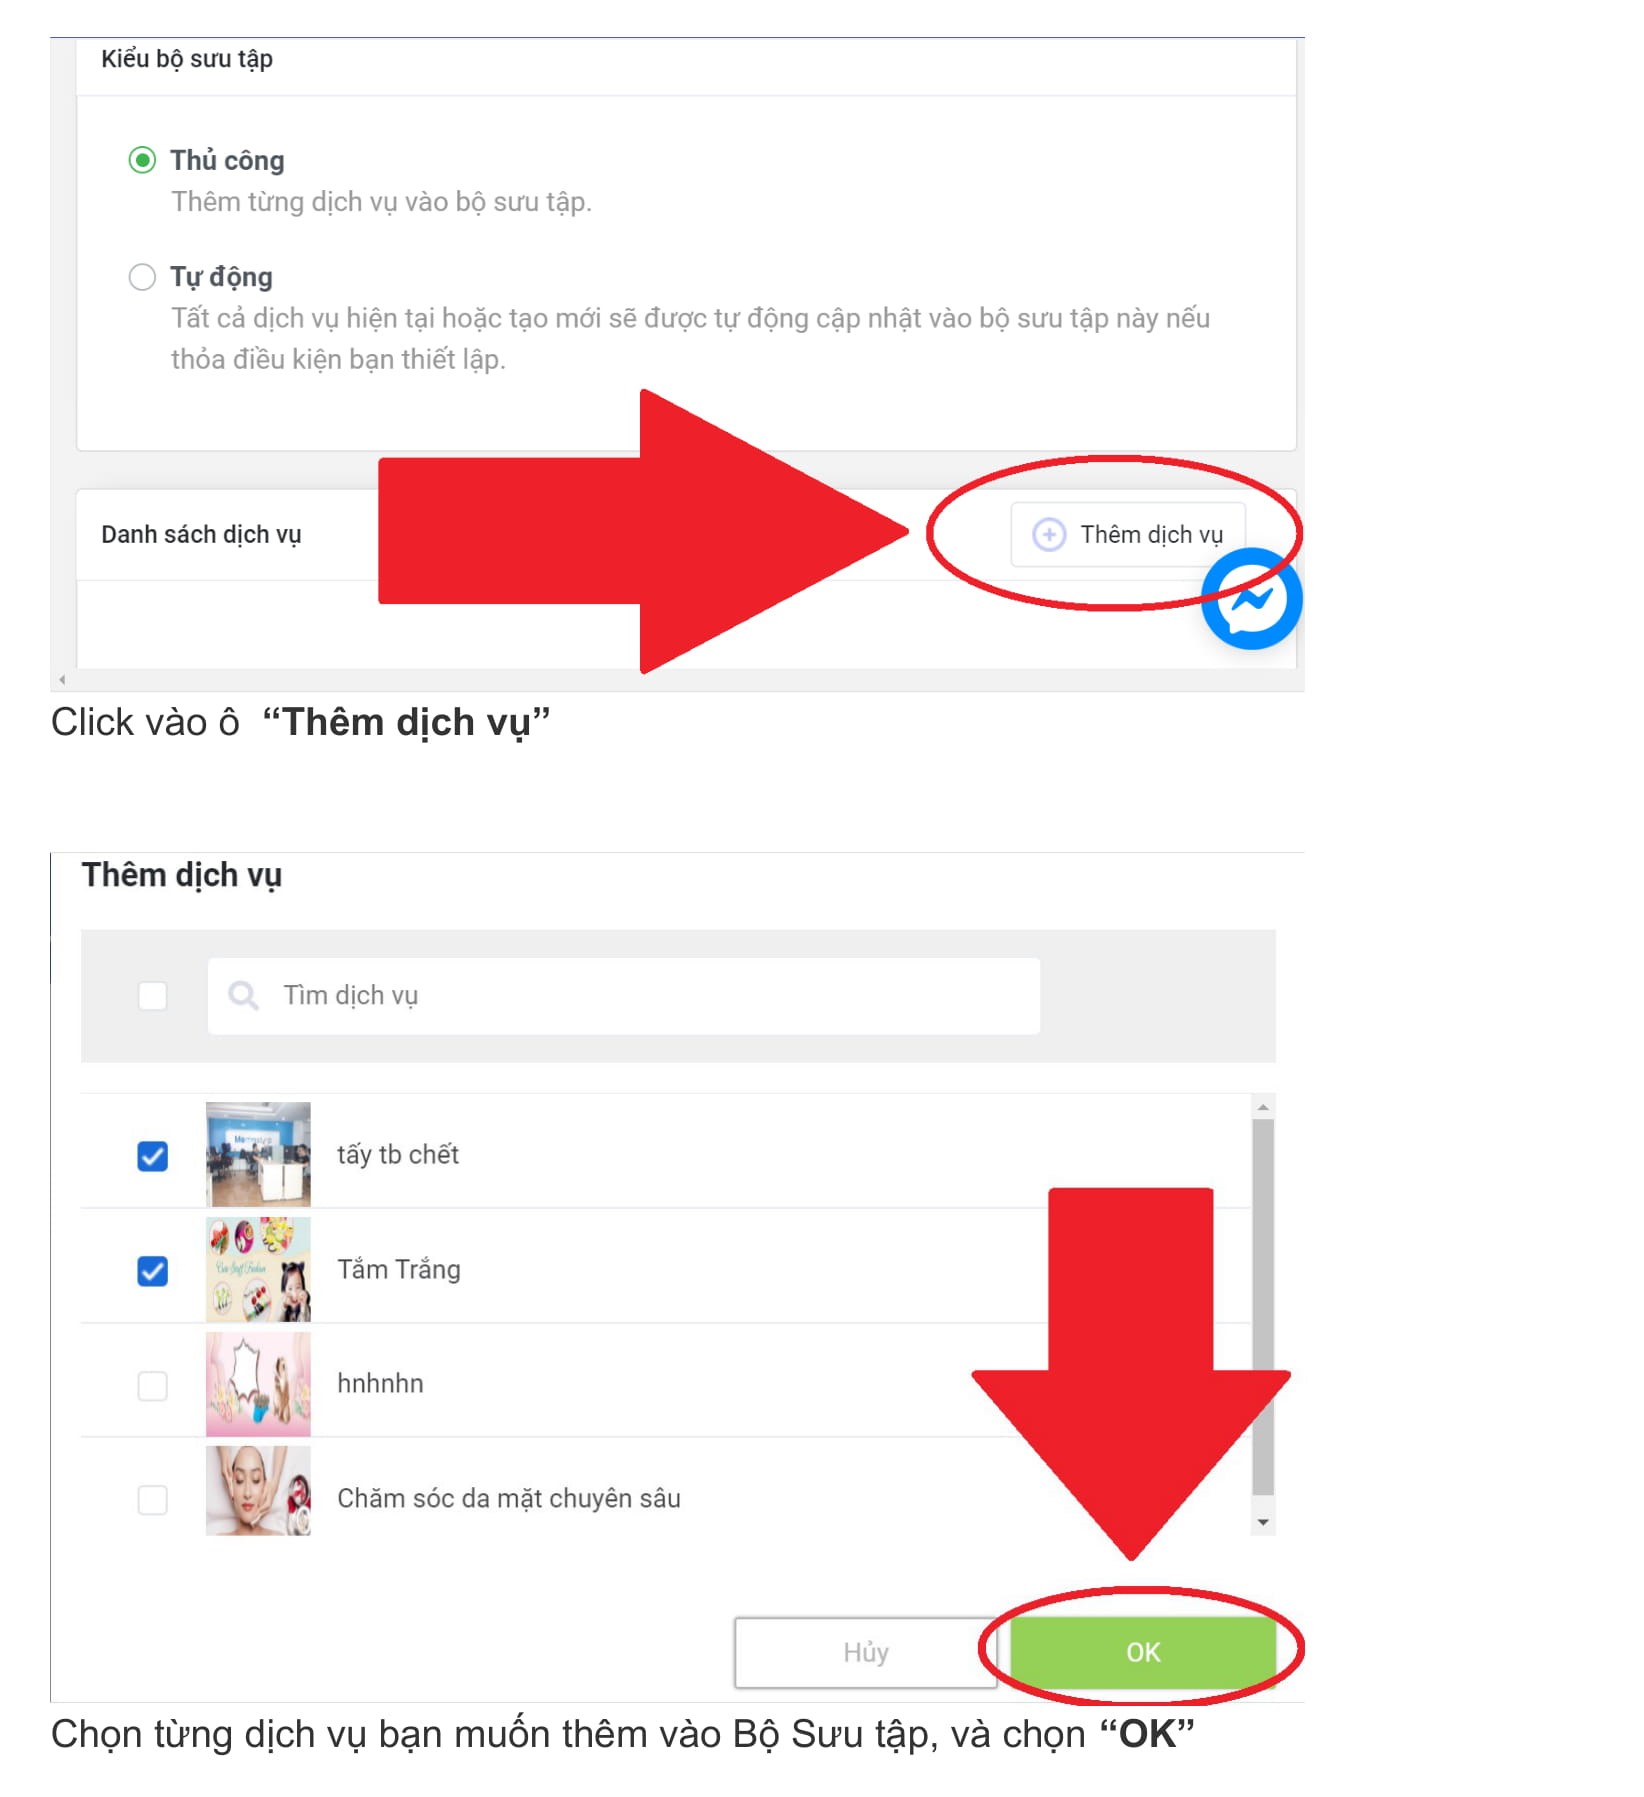 Kiểu bộ sưu tập
Thủ công
Thêm từng dịch vụ vào bộ sưu tập.
Tự động
Tất cả dịch vụ hiện tại hoặc tạo mới sẽ được tự động cập nhật vào bộ sưu tập này nếu
thỏa điều kiện bạn thiết lập.
Danh sách dịch vụ
Thêm dịch vụ
Click vào ô “Thêm dịch vụ”
Thêm dịch vụ
Tìm dịch vụ
tấy tb chết
Tắm Trắng
hnhnhn
Chăm sóc da mặt chuyên sâu
Hủy
OK
Chọn từng dịch vụ bạn muốn thêm vào Bộ Sưu tập, và chọn “OK”